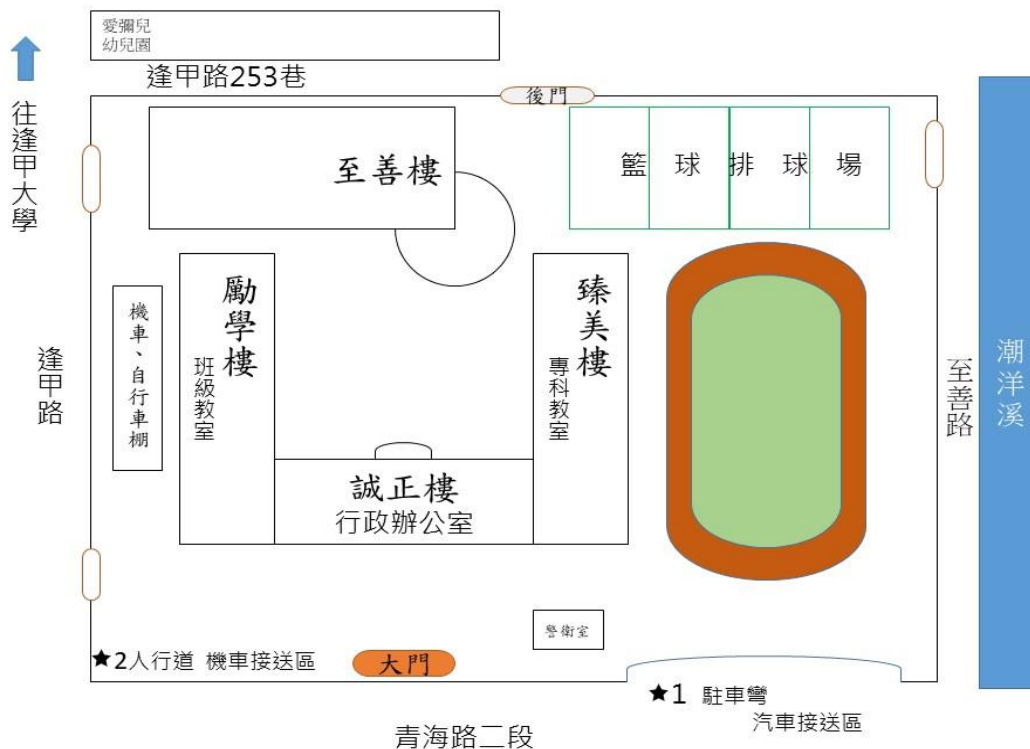 愛彌兒
幼兒園
逢甲路253巷
往逢甲大學
後門
至善樓
籃球排球場
機車、自行車棚
勵學樓
班級教室
臻美樓
專科教室
逢甲路
至善路
潮洋溪
誠正樓
行政辦公室
警衛室
★2人行道 機車接送區
大門
★1 駐車彎
汽車接送區
青海路二段